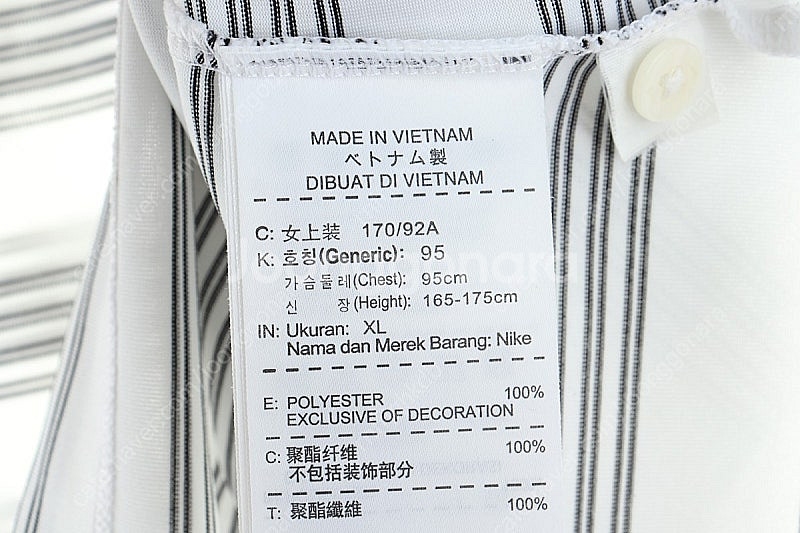 MADE IN VIETNAM
ベトナム製
DIBUAT DI VIETNAM
C: 女上装 170/92A
K: 호칭(Generic): 95
가슴둘레(Chest): 95cm
신 장(Height): 165-175cm
IN: Ukuran: XL
Nama dan Merek Barang: Nike
E: POLYESTER 100%
EXCLUSIVE OF DECORATION
C: 聚酯纤维 100%
不包括装饰部分
T: 聚酯纖維 100%